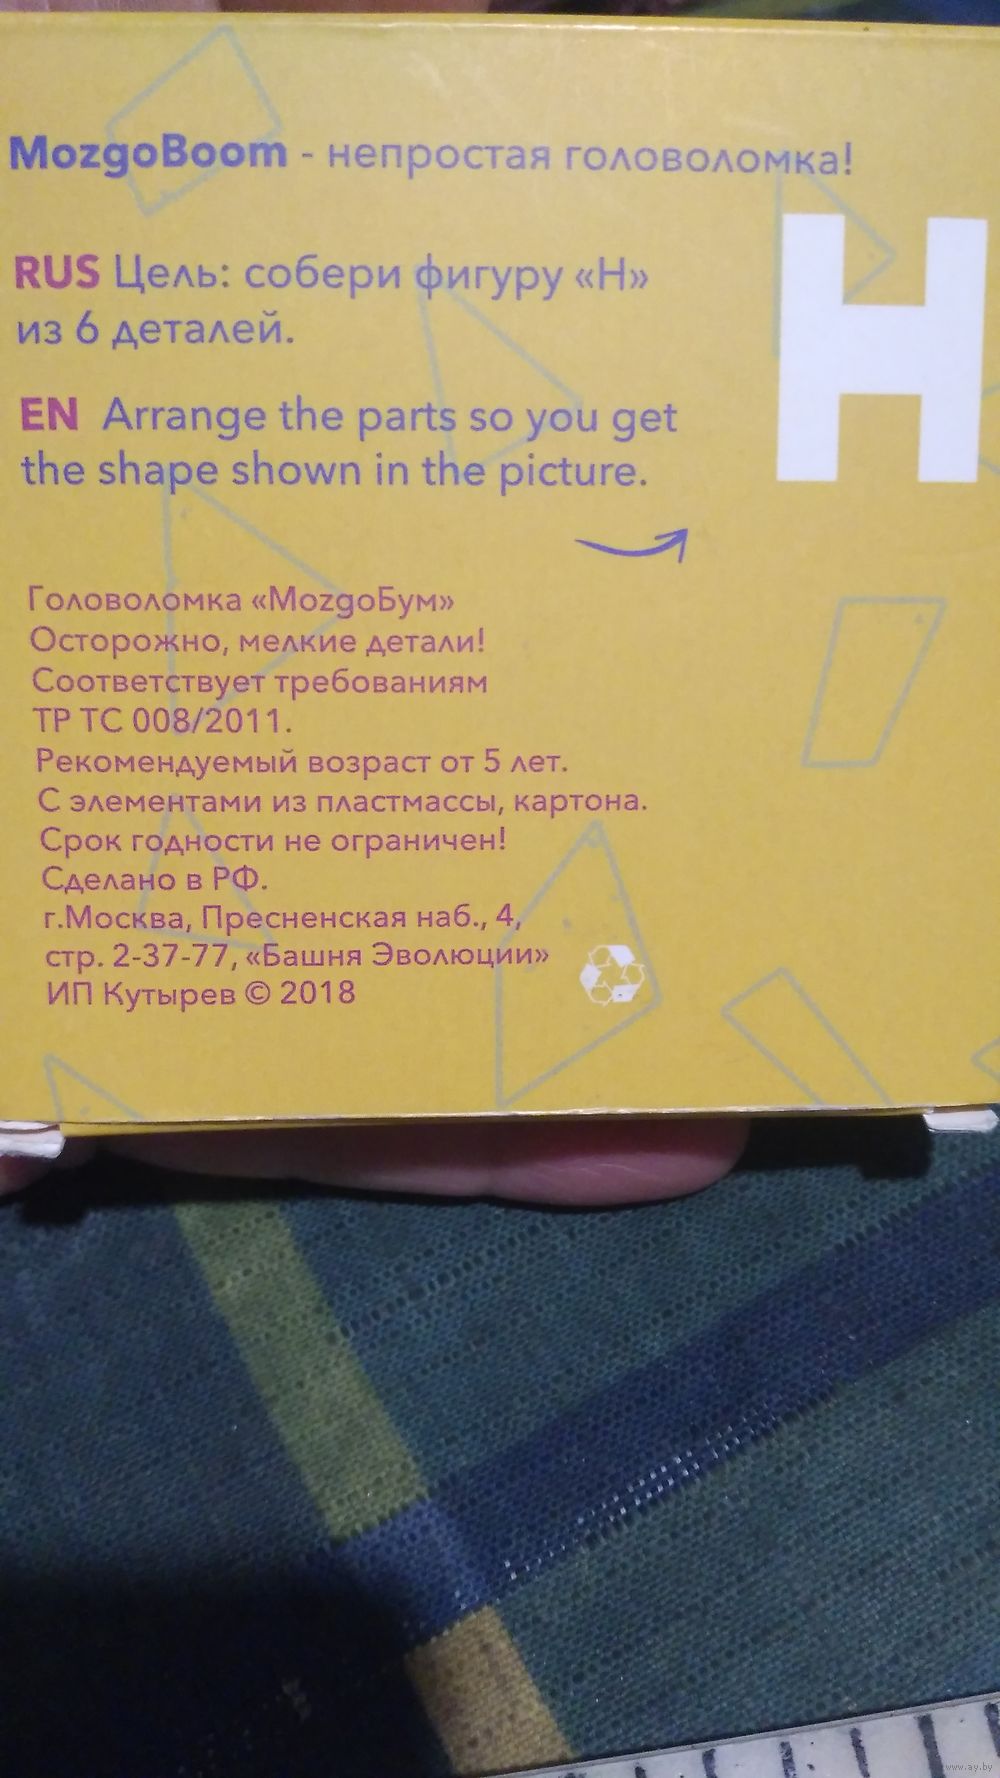 MozgoBoom - непростая головоломка!
RUS Цель: собери фигуру «Н»
из 6 деталей.
EN Arrange the parts so you get
the shape shown in the picture.
H
Головоломка «MozgoБум»
Осторожно, мелкие детали!
Соответствует требованиям
ТР ТС 008/2011.
Рекомендуемый возраст от 5 лет.
С элементами из пластмассы, картона.
Срок годности не ограничен!
Сделано в РФ.
г.Москва, Пресненская наб., 4,
стр. 2-37-77, «Башня Эволюции»
ИП Кутырев © 2018
www.ay.by